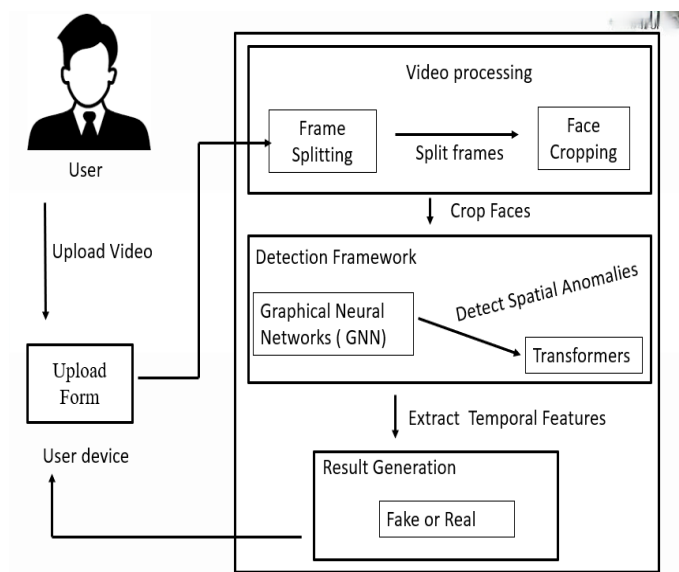 Video processing
Frame
Splitting
Split frames
Face
Cropping
User
Crop Faces
Upload Video
Detection Framework
Detect Spatial Anomalies
Graphical Neural
Networks ( GNN)
Transformers
Upload
Form
Extract Temporal Features
User device
Result Generation
Fake or Real